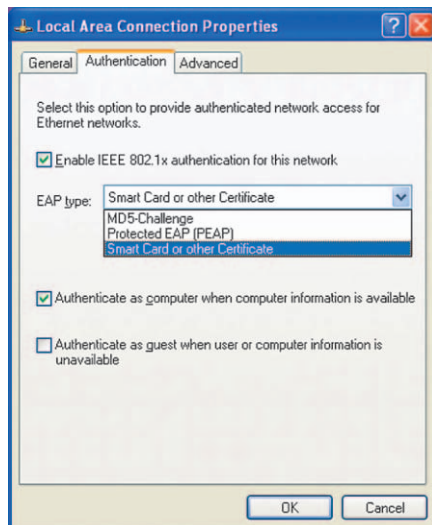 Local Area Connection Properties
?
General Authentication Advanced
Select this option to provide authenticated network access for
Ethernet networks.
Enable IEEE 802.1x authentication for this network
EAP type: Smart Card or other Certificate
MD5-Challenge
Protected EAP (PEAP)
Smart Card or other Certificate
Authenticate as computer when computer information is available
Authenticate as guest when user or computer information is
unavailable
OK Cancel